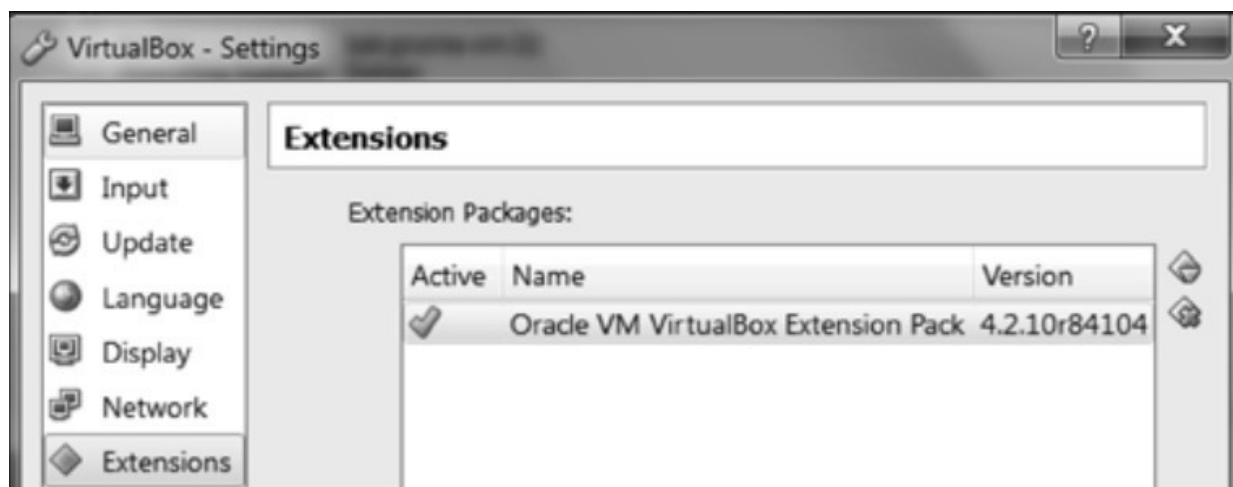 VirtualBox - Settings
?
X
General
Input
Update
Language
Display
Network
Extensions
Extensions
Extension Packages:
Active Name Version
Oracle VM VirtualBox Extension Pack 4.2.10r84104